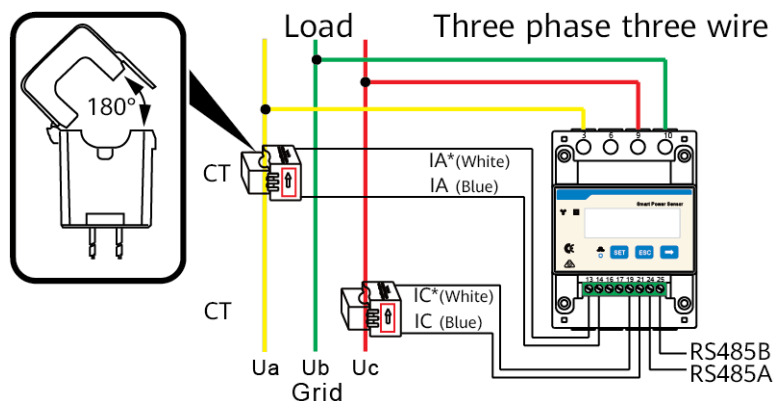 Load
Three phase three wire
180°
3 6 9 10
CT
IA*(White)
IA (Blue)
Smart Power Sensor
SET ESC
13 14 16 17 19 21 24 25
CT
IC*(White)
IC (Blue)
RS485B
RS485A
Ua Ub Uc
Grid